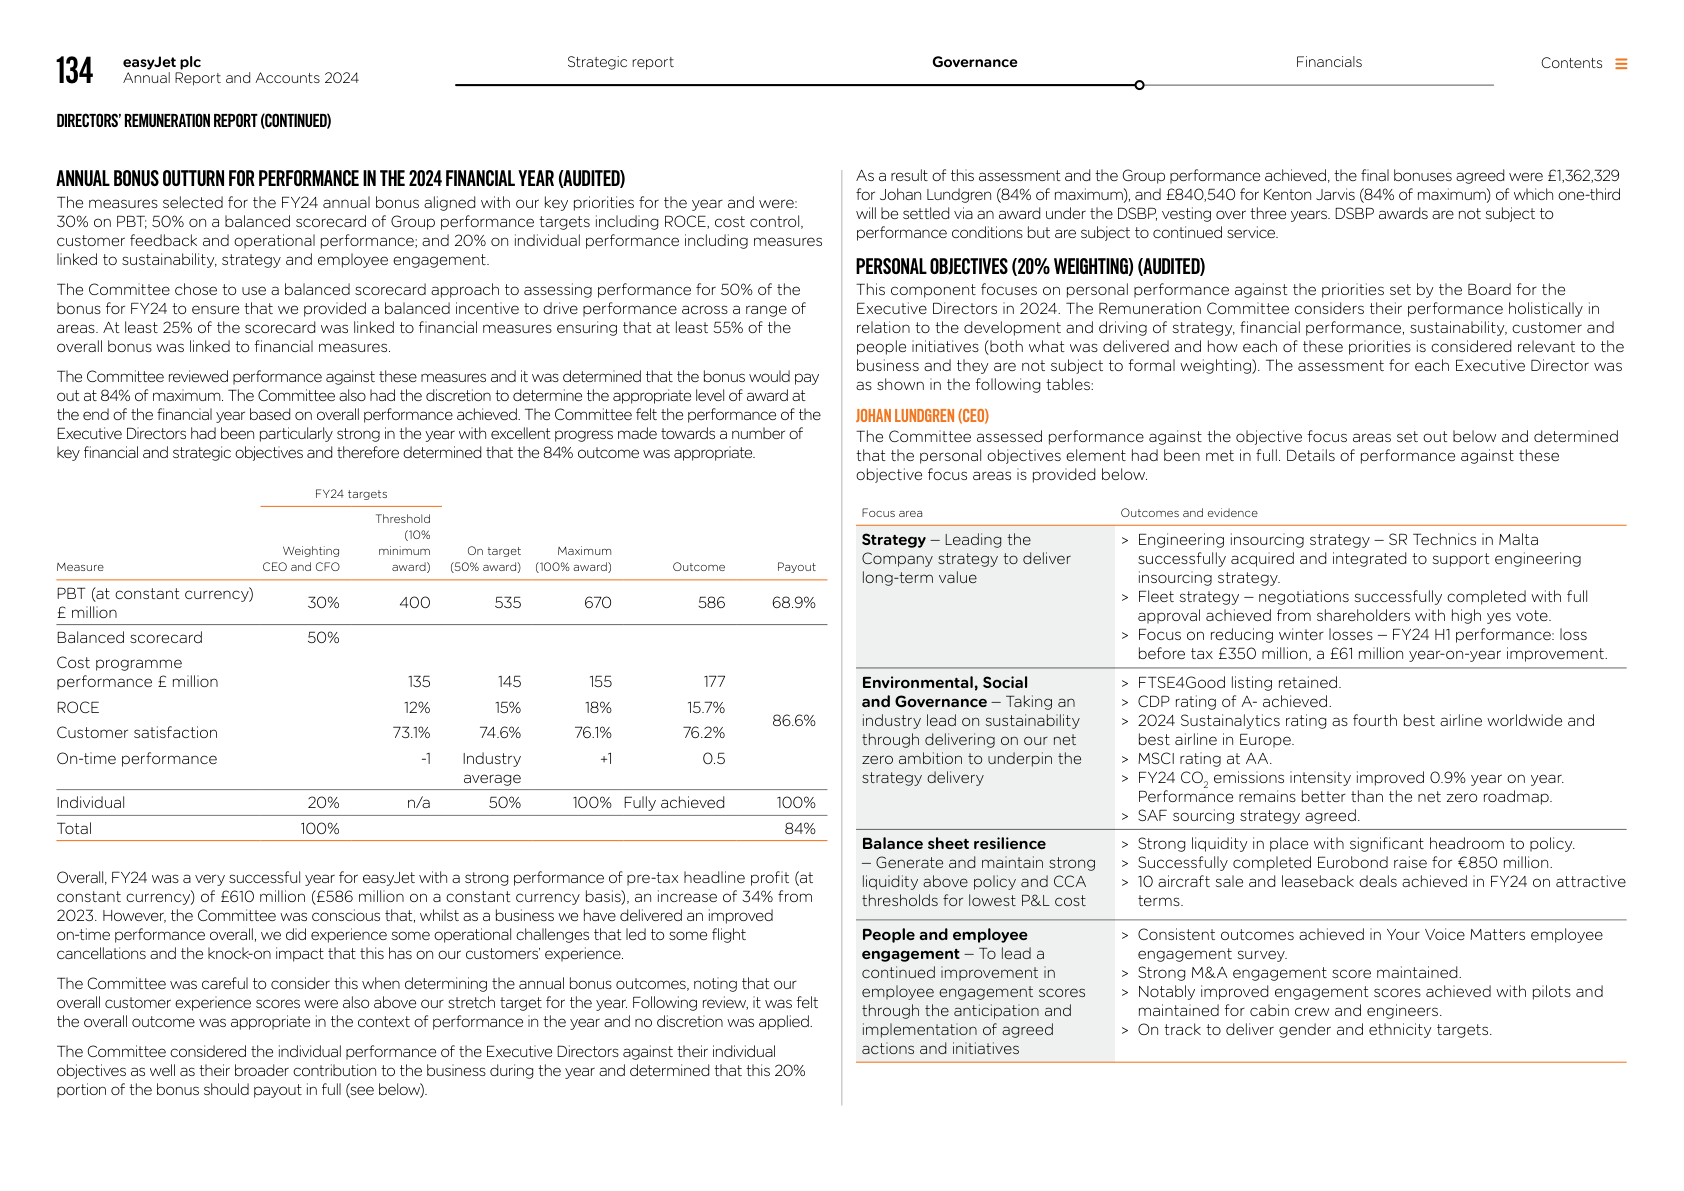 134
easyJet plc
Annual Report and Accounts 2024
Strategic report
Governance
Financials
Contents
DIRECTORS’ REMUNERATION REPORT (CONTINUED)
ANNUAL BONUS OUTTURN FOR PERFORMANCE IN THE 2024 FINANCIAL YEAR (AUDITED)
The measures selected for the FY24 annual bonus aligned with our key priorities for the year and were:
30% on PBT; 50% on a balanced scorecard of Group performance targets including ROCE, cost control,
customer feedback and operational performance; and 20% on individual performance including measures
linked to sustainability, strategy and employee engagement.
The Committee chose to use a balanced scorecard approach to assessing performance for 50% of the
bonus for FY24 to ensure that we provided a balanced incentive to drive performance across a range of
areas. At least 25% of the scorecard was linked to financial measures ensuring that at least 55% of the
overall bonus was linked to financial measures.
The Committee reviewed performance against these measures and it was determined that the bonus would pay
out at 84% of maximum. The Committee also had the discretion to determine the appropriate level of award at
the end of the financial year based on overall performance achieved. The Committee felt the performance of the
Executive Directors had been particularly strong in the year with excellent progress made towards a number of
key financial and strategic objectives and therefore determined that the 84% outcome was appropriate.
FY24 targets
Measure Weighting CEO and CFO Threshold (10% minimum award) On target (50% award) Maximum (100% award) Outcome Payout
PBT (at constant currency)
£ million 30% 400 535 670 586 68.9%
Balanced scorecard 50%
Cost programme
performance £ million 135 145 155 177
ROCE 12% 15% 18% 15.7%
86.6%
Customer satisfaction 73.1% 74.6% 76.1% 76.2%
On-time performance -1 Industry average +1 0.5
Individual 20% n/a 50% 100% Fully achieved 100%
Total 100% 84%
Overall, FY24 was a very successful year for easyJet with a strong performance of pre-tax headline profit (at
constant currency) of £610 million (£586 million on a constant currency basis), an increase of 34% from
2023. However, the Committee was conscious that, whilst as a business we have delivered an improved
on-time performance overall, we did experience some operational challenges that led to some flight
cancellations and the knock-on impact that this has on our customers’ experience.
The Committee was careful to consider this when determining the annual bonus outcomes, noting that our
overall customer experience scores were also above our stretch target for the year. Following review, it was felt
the overall outcome was appropriate in the context of performance in the year and no discretion was applied.
The Committee considered the individual performance of the Executive Directors against their individual
objectives as well as their broader contribution to the business during the year and determined that this 20%
portion of the bonus should payout in full (see below).
As a result of this assessment and the Group performance achieved, the final bonuses agreed were £1,362,329
for Johan Lundgren (84% of maximum), and £840,540 for Kenton Jarvis (84% of maximum) of which one-third
will be settled via an award under the DSBP, vesting over three years. DSBP awards are not subject to
performance conditions but are subject to continued service.
PERSONAL OBJECTIVES (20% WEIGHTING) (AUDITED)
This component focuses on personal performance against the priorities set by the Board for the
Executive Directors in 2024. The Remuneration Committee considers their performance holistically in
relation to the development and driving of strategy, financial performance, sustainability, customer and
people initiatives (both what was delivered and how each of these priorities is considered relevant to the
business and they are not subject to formal weighting). The assessment for each Executive Director was
as shown in the following tables:
JOHAN LUNDGREN (CEO)
The Committee assessed performance against the objective focus areas set out below and determined
that the personal objectives element had been met in full. Details of performance against these
objective focus areas is provided below.
Focus area Outcomes and evidence
Strategy – Leading the
Company strategy to deliver
long-term value
> Engineering insourcing strategy – SR Technics in Malta
successfully acquired and integrated to support engineering
insourcing strategy.
> Fleet strategy – negotiations successfully completed with full
approval achieved from shareholders with high yes vote.
> Focus on reducing winter losses – FY24 H1 performance: loss
before tax £350 million, a £61 million year-on-year improvement.
Environmental, Social
and Governance – Taking an
industry lead on sustainability
through delivering on our net
zero ambition to underpin the
strategy delivery
> FTSE4Good listing retained.
> CDP rating of A- achieved.
> 2024 Sustainalytics rating as fourth best airline worldwide and
best airline in Europe.
> MSCI rating at AA.
> FY24 CO2 emissions intensity improved 0.9% year on year.
Performance remains better than the net zero roadmap.
> SAF sourcing strategy agreed.
Balance sheet resilience
– Generate and maintain strong
liquidity above policy and CCA
thresholds for lowest P&L cost
> Strong liquidity in place with significant headroom to policy.
> Successfully completed Eurobond raise for €850 million.
> 10 aircraft sale and leaseback deals achieved in FY24 on attractive
terms.
People and employee
engagement – To lead a
continued improvement in
employee engagement scores
through the anticipation and
implementation of agreed
actions and initiatives
> Consistent outcomes achieved in Your Voice Matters employee
engagement survey.
> Strong M&A engagement score maintained.
> Notably improved engagement scores achieved with pilots and
maintained for cabin crew and engineers.
> On track to deliver gender and ethnicity targets.